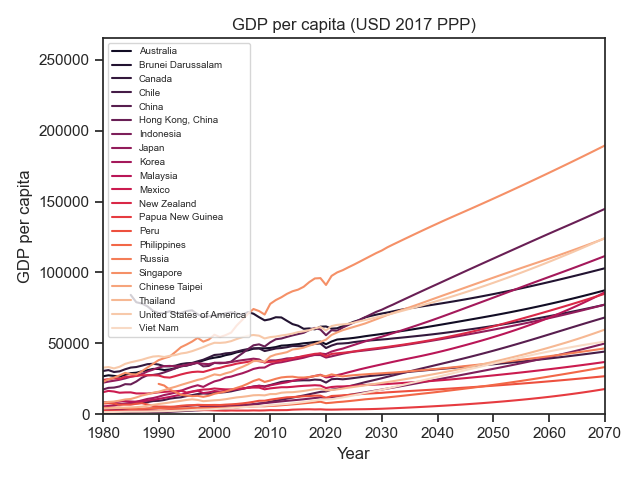 GDP per capita (USD 2017 PPP)
250000
200000
150000
100000
50000
0
GDP per capita
Australia
Brunei Darussalam
Canada
Chile
China
Hong Kong, China
Indonesia
Japan
Korea
Malaysia
Mexico
New Zealand
Papua New Guinea
Peru
Philippines
Russia
Singapore
Chinese Taipei
Thailand
United States of America
Viet Nam
1980 1990 2000 2010 2020 2030 2040 2050 2060 2070
Year